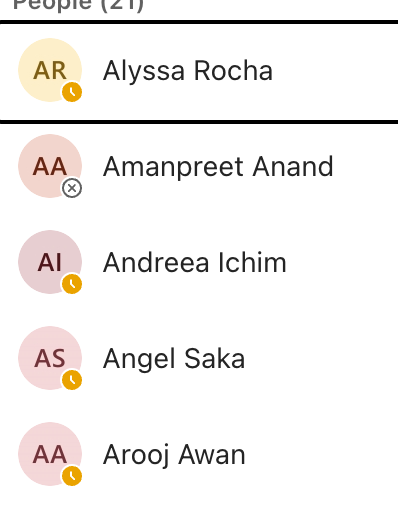 People (21)
AR Alyssa Rocha
AA Amanpreet Anand
AI Andreea Ichim
AS Angel Saka
AA Arooj Awan